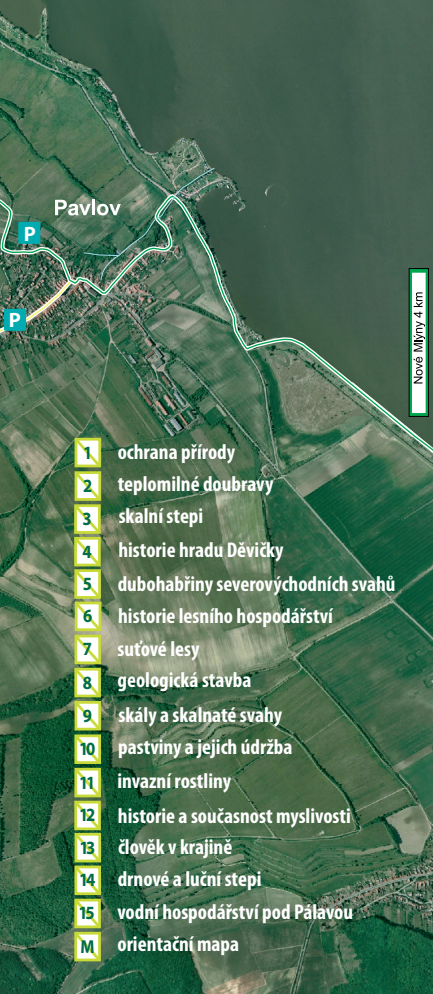 Pavlov
P
P
Nové Mlýny 4 km
1 ochrana přírody
2 teplomilné doubravy
3 skalní stepi
4 historie hradu Děvičky
5 dubohabřiny severovýchodních svahů
6 historie lesního hospodářství
7 suťové lesy
8 geologická stavba
9 skály a skalnaté svahy
10 pastviny a jejich údržba
11 invazní rostliny
12 historie a současnost myslivosti
13 člověk v krajině
14 drnové a luční stepi
15 vodní hospodářství pod Pálavou
M orientační mapa